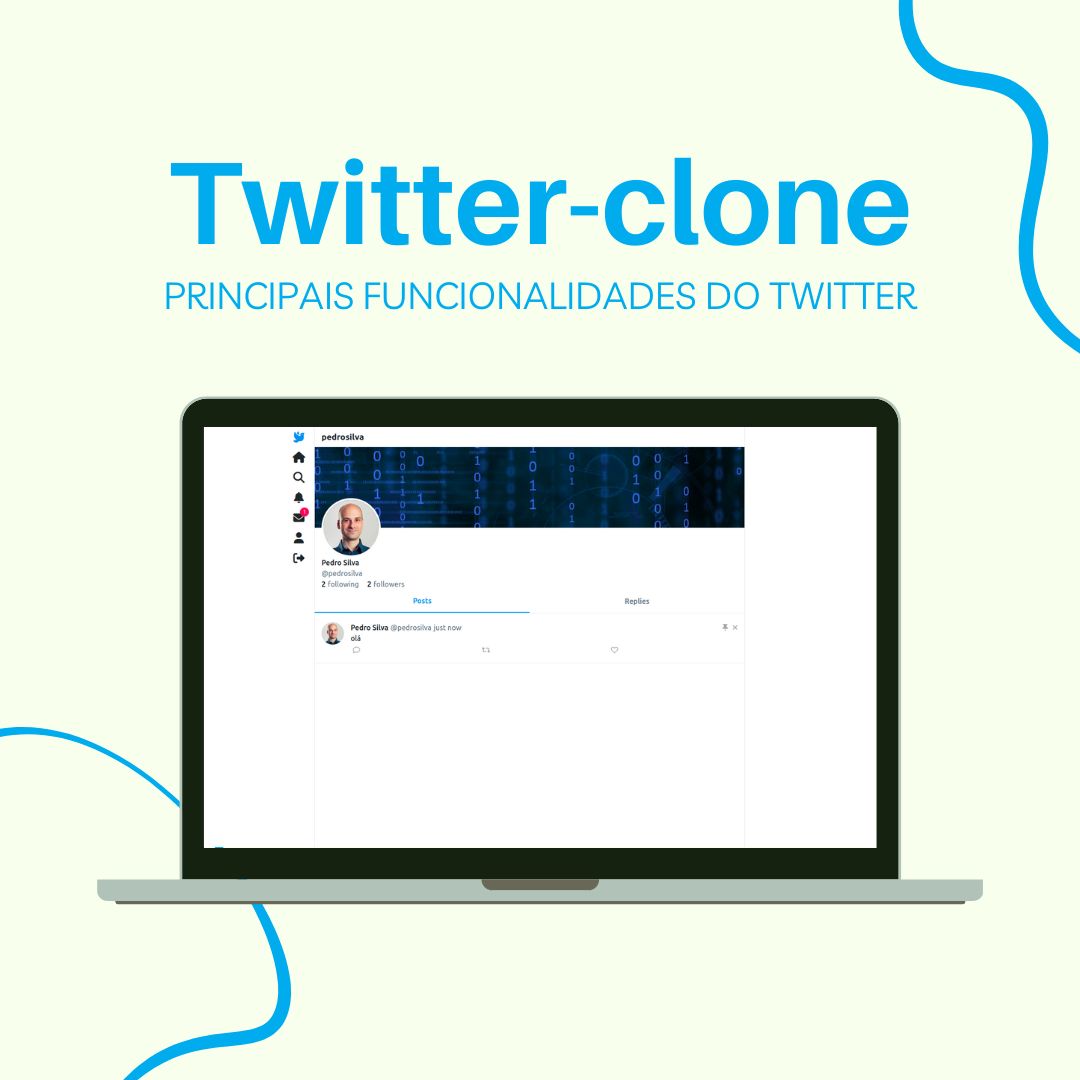 Twitter-clone
PRINCIPAIS FUNCIONALIDADES DO TWITTER
pedrosilva
1
Pedro Silva
@pedrosilva
2 following 2 followers
Posts Replies
Pedro Silva @pedrosilva just now
olá